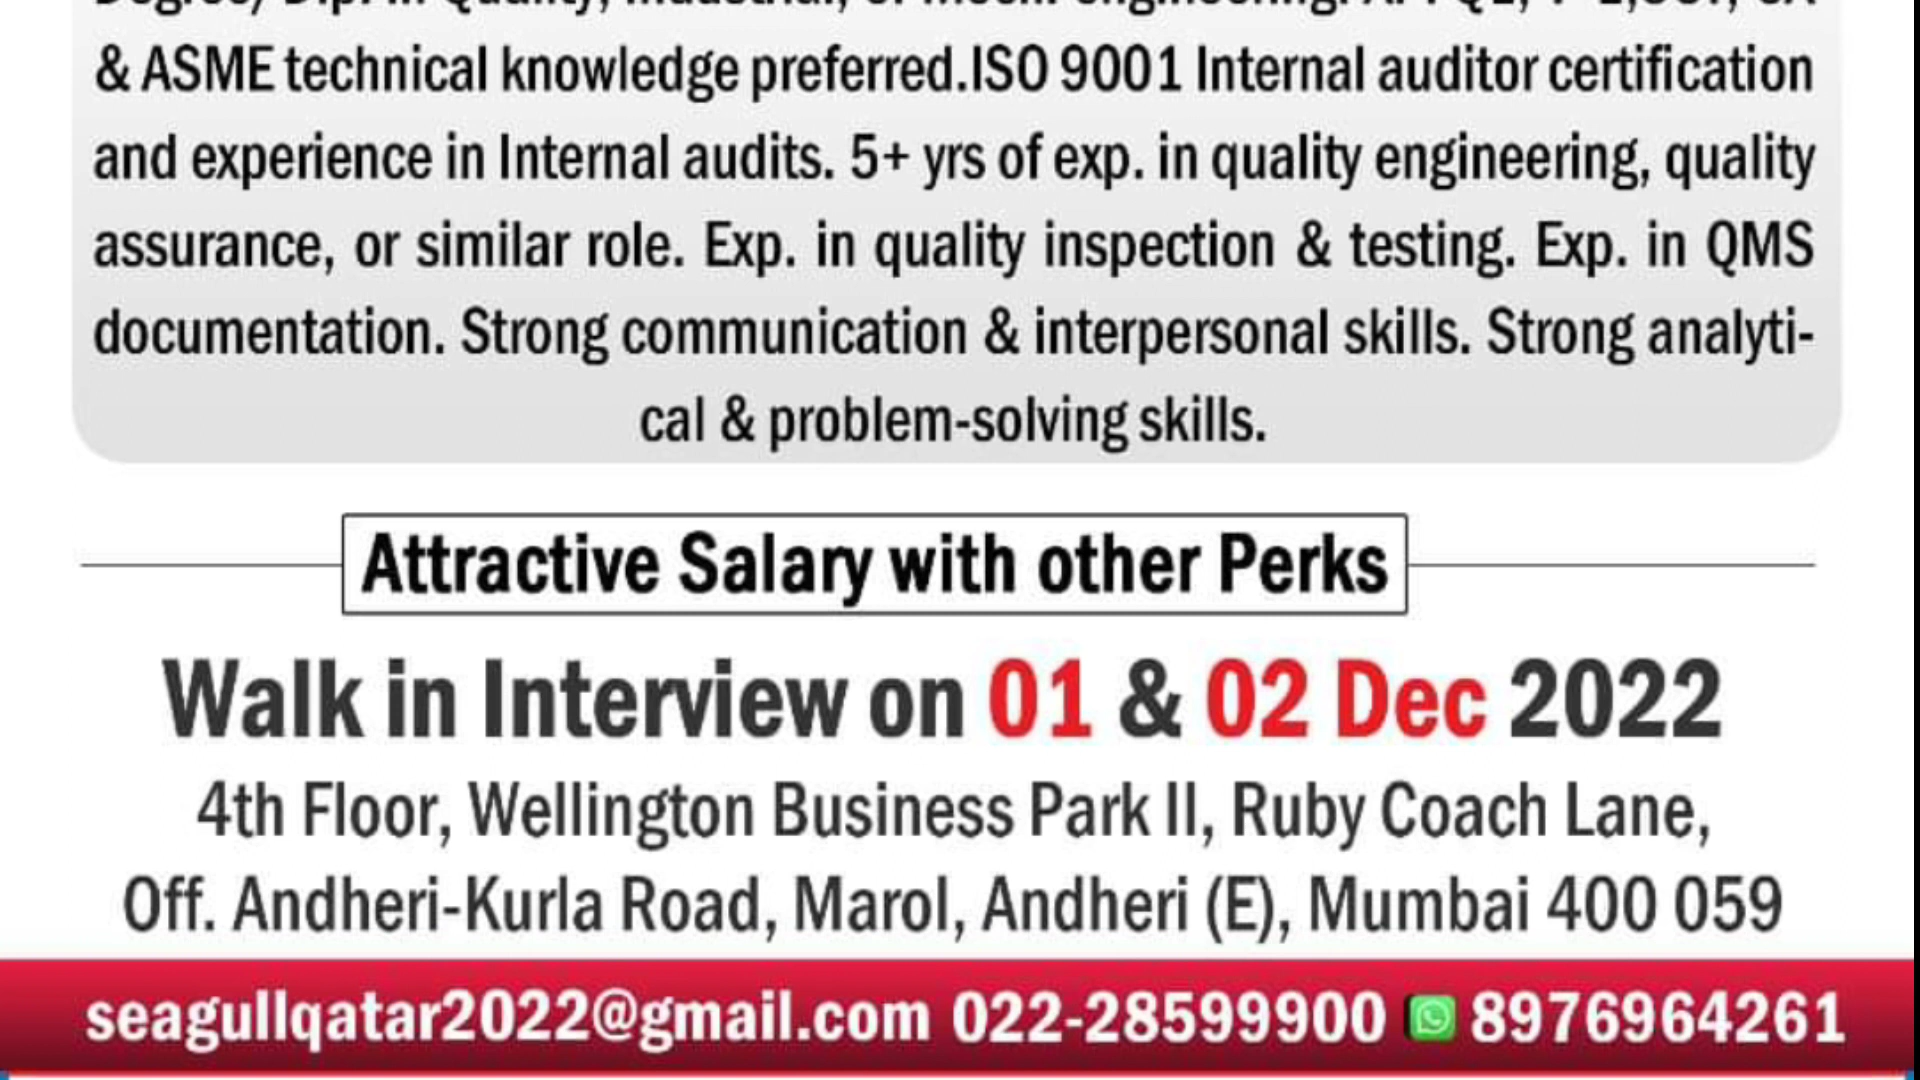 & ASME technical knowledge preferred.ISO 9001 Internal auditor certification
and experience in Internal audits. 5+ yrs of exp. in quality engineering, quality
assurance, or similar role. Exp. in quality inspection & testing. Exp. in QMS
documentation. Strong communication & interpersonal skills. Strong analyti-
cal & problem-solving skills.
Attractive Salary with other Perks
Walk in Interview on 01 & 02 Dec 2022
4th Floor, Wellington Business Park II, Ruby Coach Lane,
Off. Andheri-Kurla Road, Marol, Andheri (E), Mumbai 400 059
seagullqatar2022@gmail.com 022-28599900 8976964261